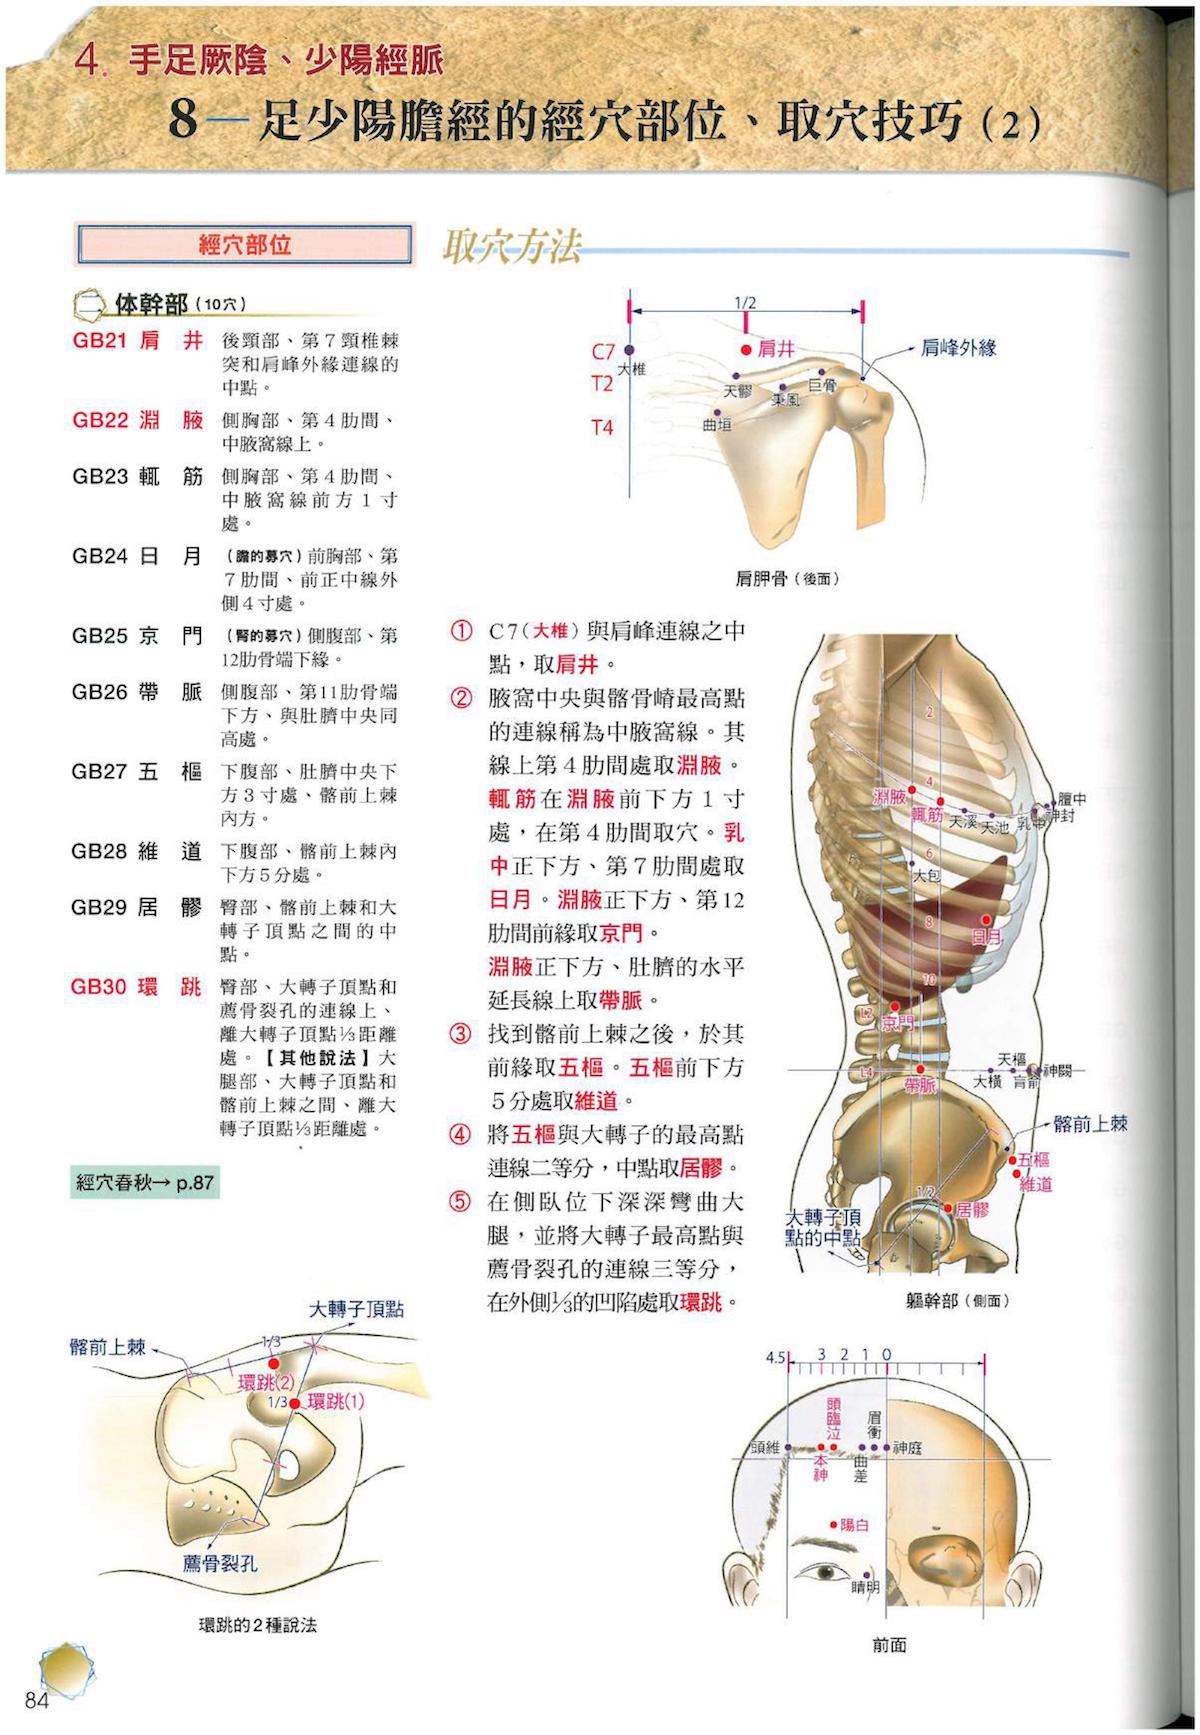 4. 手足厥陰、少陽經脈
8—足少陽膽經的經穴部位、取穴技巧（2）
經穴部位
体幹部（10穴）
GB21 肩井 後頸部、第7頸椎棘
突和肩峰外緣連線的
中點。
GB22 淵腋 側胸部、第4肋間、
中腋窩線上。
GB23 輒筋 側胸部、第4肋間、
中腋窩線前方1寸
處。
GB24 日月 （膽的募穴）前胸部、第
7肋間、前正中線外
側4寸處。
GB25 京門 （腎的募穴）側腹部、第
12肋骨端下緣。
GB26 帶脈 側腹部、第11肋骨端
下方、與肚臍中央同
高處。
GB27 五樞 下腹部、肚臍中央下
方3寸處、髂前上棘
內方。
GB28 維道 下腹部、髂前上棘內
下方5分處。
GB29 居髎 臀部、髂前上棘和大
轉子頂點之間的中
點。
GB30 環跳 臀部、大轉子頂點和
薦骨裂孔的連線上、
離大轉子頂點⅓距離
處。【其他說法】大
腿部、大轉子頂點和
髂前上棘之間、離大
轉子頂點⅓距離處。
經穴春秋→ p.87
大轉子頂點
髂前上棘
1/3
環跳(2)
1/3
環跳(1)
薦骨裂孔
環跳的2種說法
取穴方法
1/2
C7
大椎
肩井
肩峰外緣
T2
天髎
秉風
巨骨
T4
曲垣
肩胛骨（後面）
① C7（大椎）與肩峰連線之中
點，取肩井。
② 腋窩中央與髂骨嵴最高點
的連線稱為中腋窩線。其
線上第4肋間處取淵腋。
輒筋在淵腋前下方1寸
處，在第4肋間取穴。乳
中正下方、第7肋間處取
日月。淵腋正下方、第12
肋間前緣取京門。
淵腋正下方、肚臍的水平
延長線上取帶脈。
③ 找到髂前上棘之後，於其
前緣取五樞。五樞前下方
5分處取維道。
④ 將五樞與大轉子的最高點
連線二等分，中點取居髎。
⑤ 在側臥位下深深彎曲大
腿，並將大轉子最高點與
薦骨裂孔的連線三等分，
在外側⅓的凹陷處取環跳。
2
4
淵腋
輒筋
天溪
天池
乳中
神封
膻中
6
大包
8
日月
10
L2
京門
L4
帶脈
天樞
大橫
肓俞
神闕
髂前上棘
五樞
維道
1/2
居髎
大轉子頂
點的中點
軀幹部（側面）
4.5
3
2
1
0
頭臨泣
眉衝
頭維
本神
曲差
神庭
陽白
睛明
前面
84